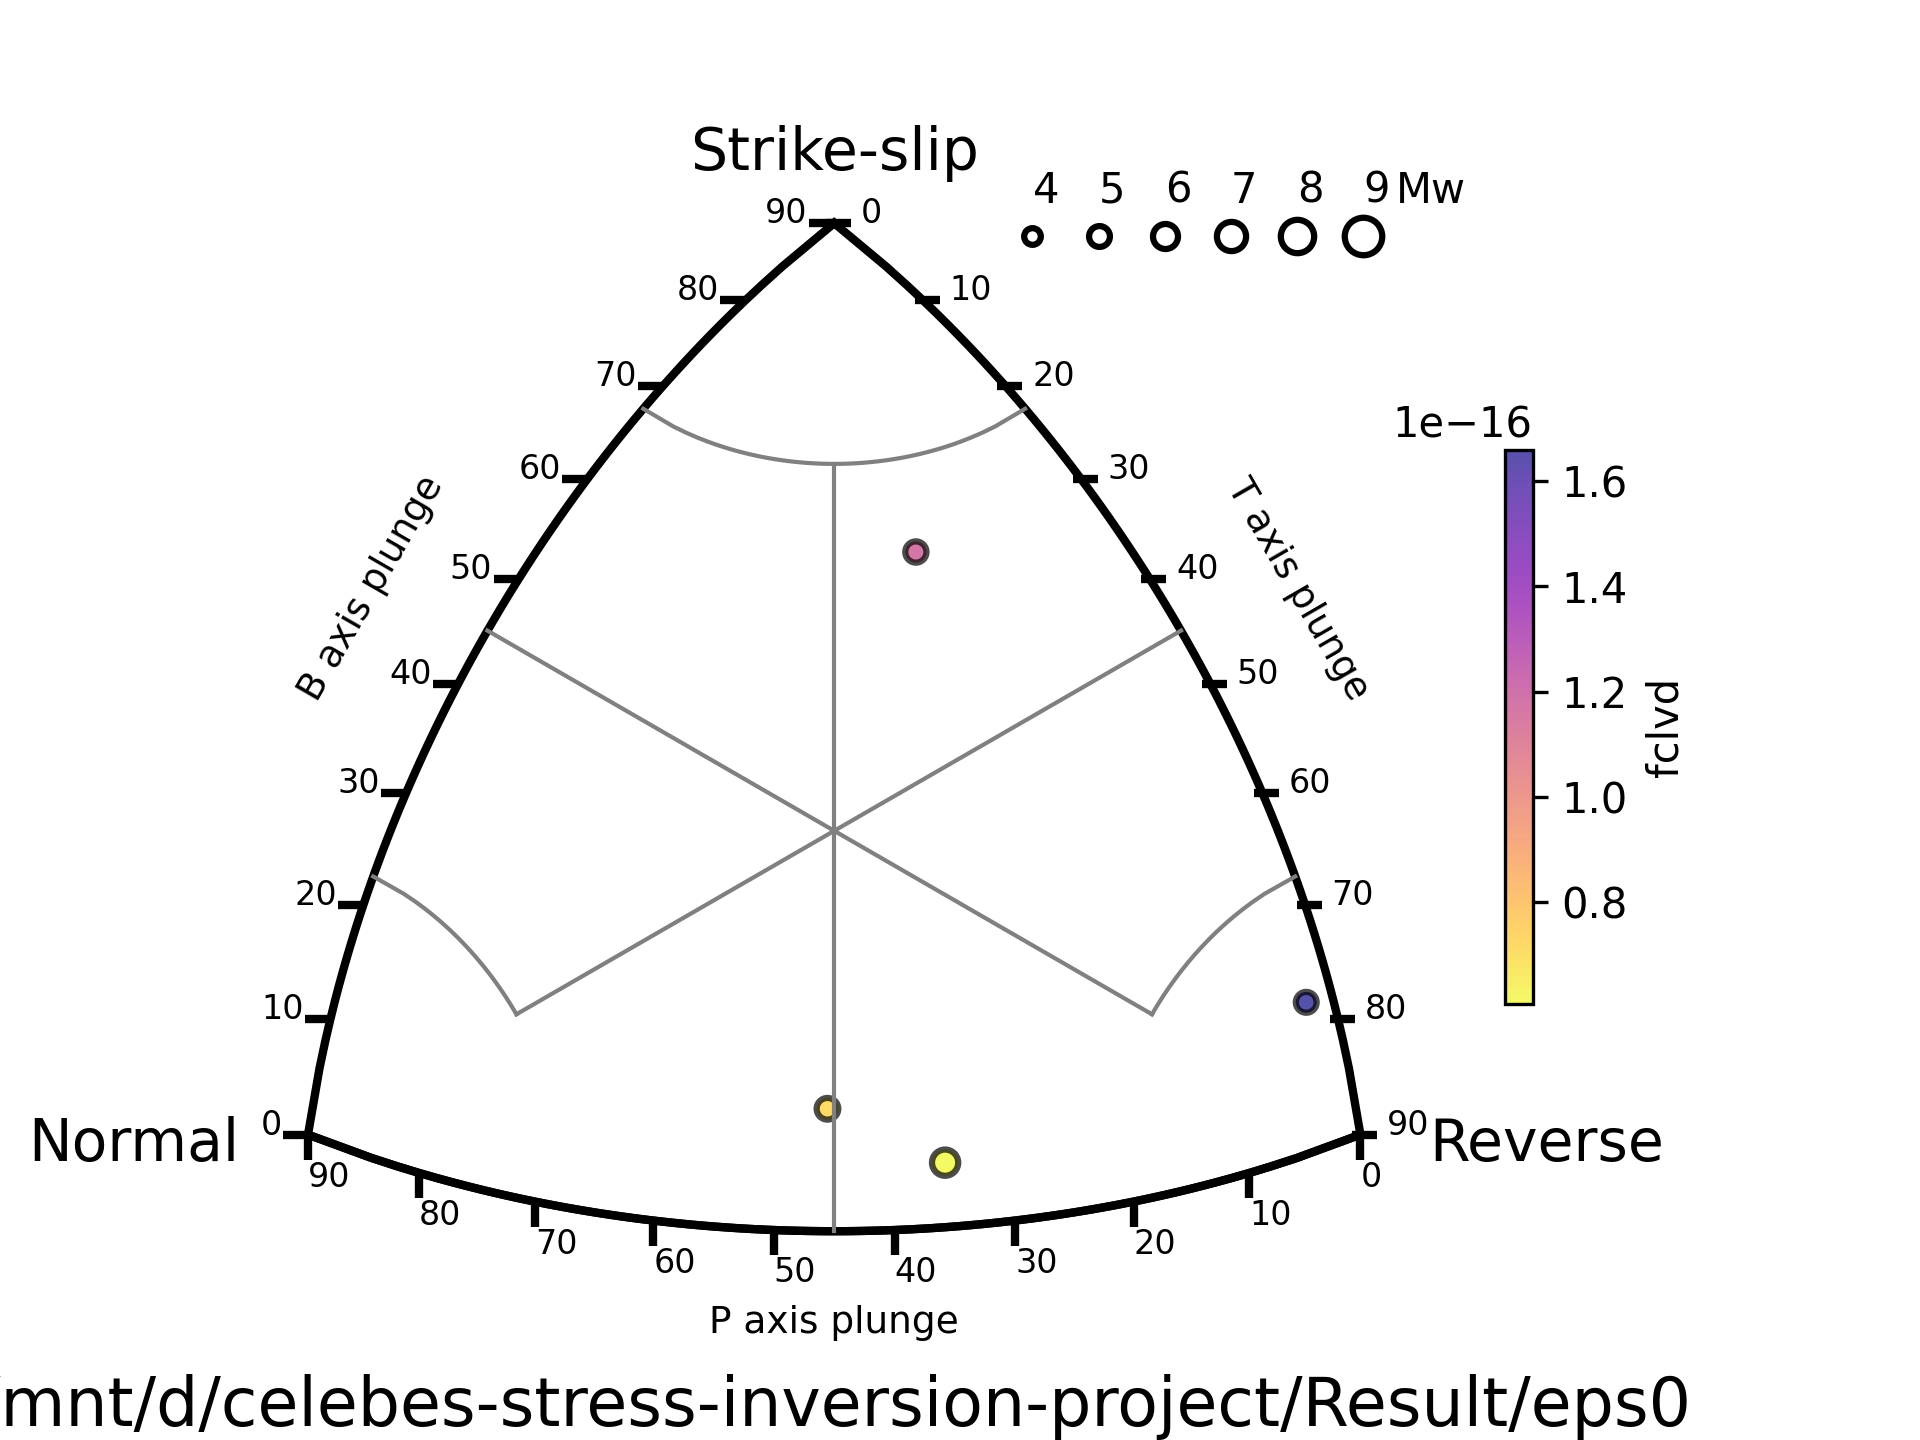 Strike-slip
4 5 6 7 8 9 Mw
90 0
80 10
70 20
60 30
50 40
40 50
30 60
20 70
10 80
0 90
B axis plunge
T axis plunge
1e−16
1.6
1.4
1.2
1.0
0.8
fclvd
Normal
Reverse
90 80 70 60 50 40 30 20 10 0
P axis plunge
mnt/d/celebes-stress-inversion-project/Result/eps0